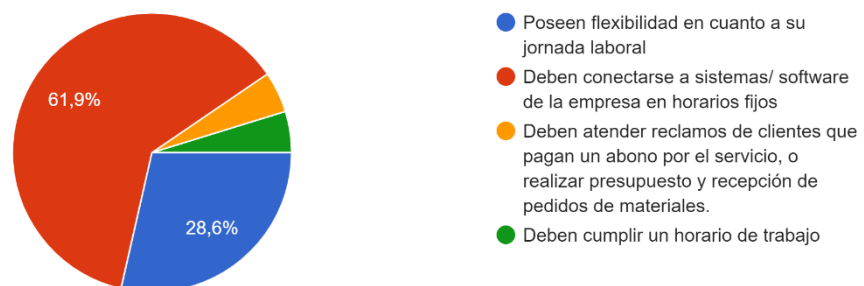 61,9%
28,6%
Poseen flexibilidad en cuanto a su
jornada laboral
Deben conectarse a sistemas/ software
de la empresa en horarios fijos
Deben atender reclamos de clientes que
pagan un abono por el servicio, o
realizar presupuesto y recepción de
pedidos de materiales.
Deben cumplir un horario de trabajo